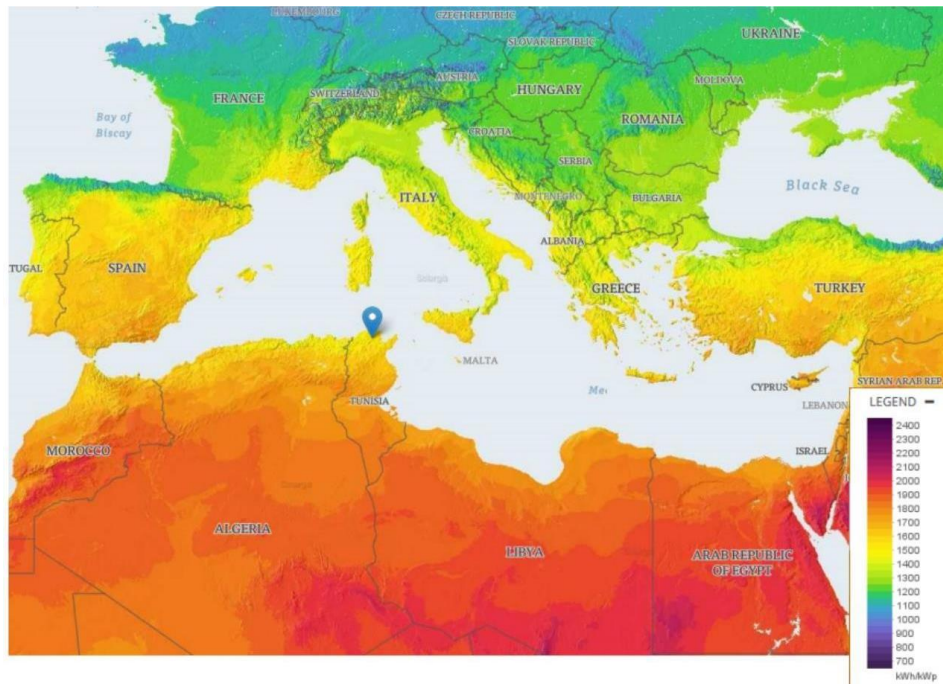 LUXEMBOURG
CZECH REPUBLIC
UKRAINE
SLOVAK REPUBLIC
AUSTRIA
MOLDOVA
FRANCE
SWITZERLAND
HUNGARY
Bay of
Biscay
CROATIA
ROMANIA
SERBIA
Black Sea
ITALY
MONTENEGRO
BULGARIA
ALBANIA
TUGAL
SPAIN
GREECE
TURKEY
MALTA
CYPRUS
SYRIAN ARAB REP
TUNISIA
LEBANON
LEGEND
MOROCCO
ISRAEL
ALGERIA
LIBYA
ARAB REPUBLIC
OF EGYPT
2400
2200
2100
2000
1900
1800
1700
1600
1500
1400
1300
1200
1100
1000
900
800
700
kWh/kWp